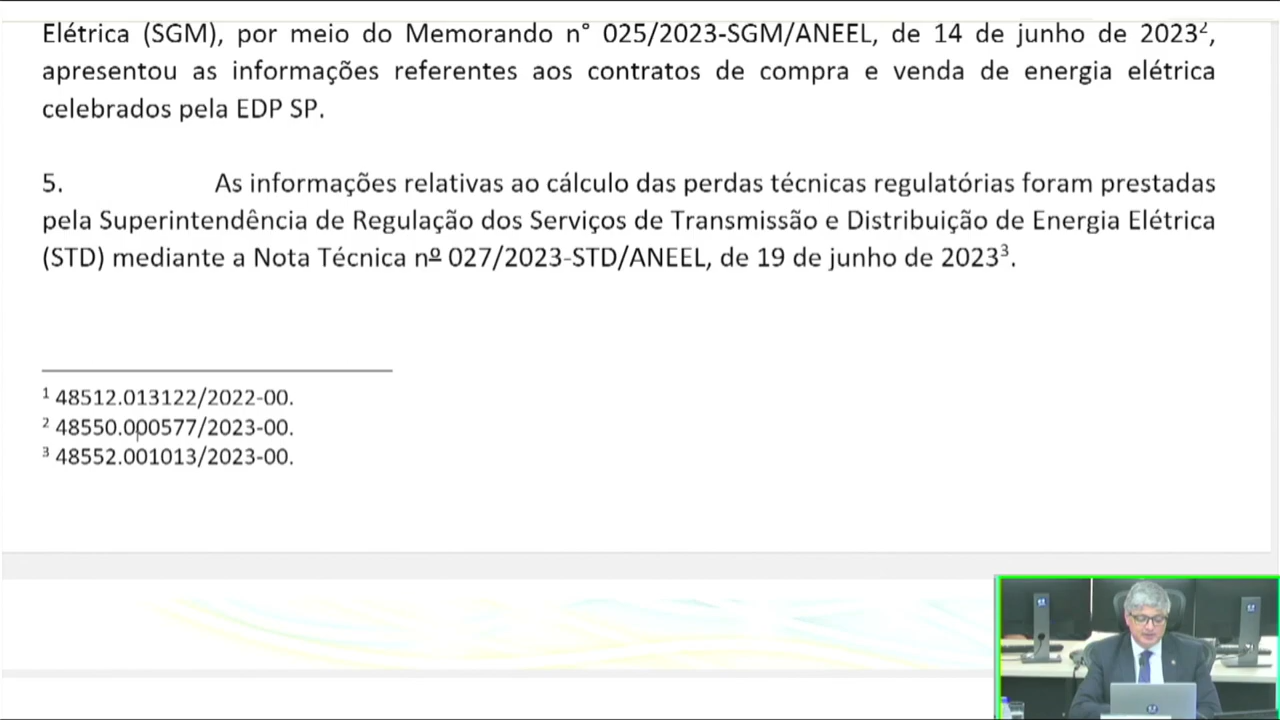 Elétrica (SGM), por meio do Memorando n° 025/2023-SGM/ANEEL, de 14 de junho de 2023²,
apresentou as informações referentes aos contratos de compra e venda de energia elétrica
celebrados pela EDP SP.
5. As informações relativas ao cálculo das perdas técnicas regulatórias foram prestadas
pela Superintendência de Regulação dos Serviços de Transmissão e Distribuição de Energia Elétrica
(STD) mediante a Nota Técnica nº 027/2023-STD/ANEEL, de 19 de junho de 2023³.
¹ 48512.013122/2022-00.
² 48550.000577/2023-00.
³ 48552.001013/2023-00.